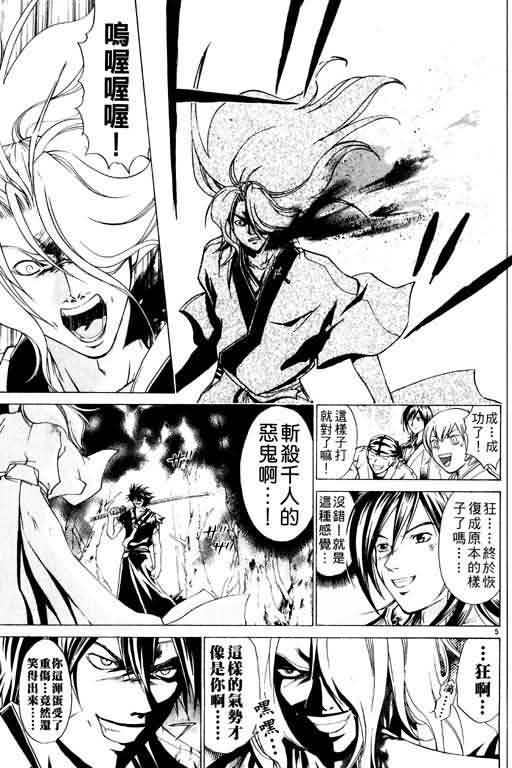 嗚喔喔喔！
成…成
功了！
這樣子打
就對了嘛！
狂……終於恢
復成原本的樣
子了嗎……
沒錯！就是
這種感覺…
斬殺千人的
惡鬼啊…！
5
…狂啊…
這樣的氣勢才
像是你啊……
嘿嘿…
你這渾蛋受了
重傷…竟然還
笑得出來……